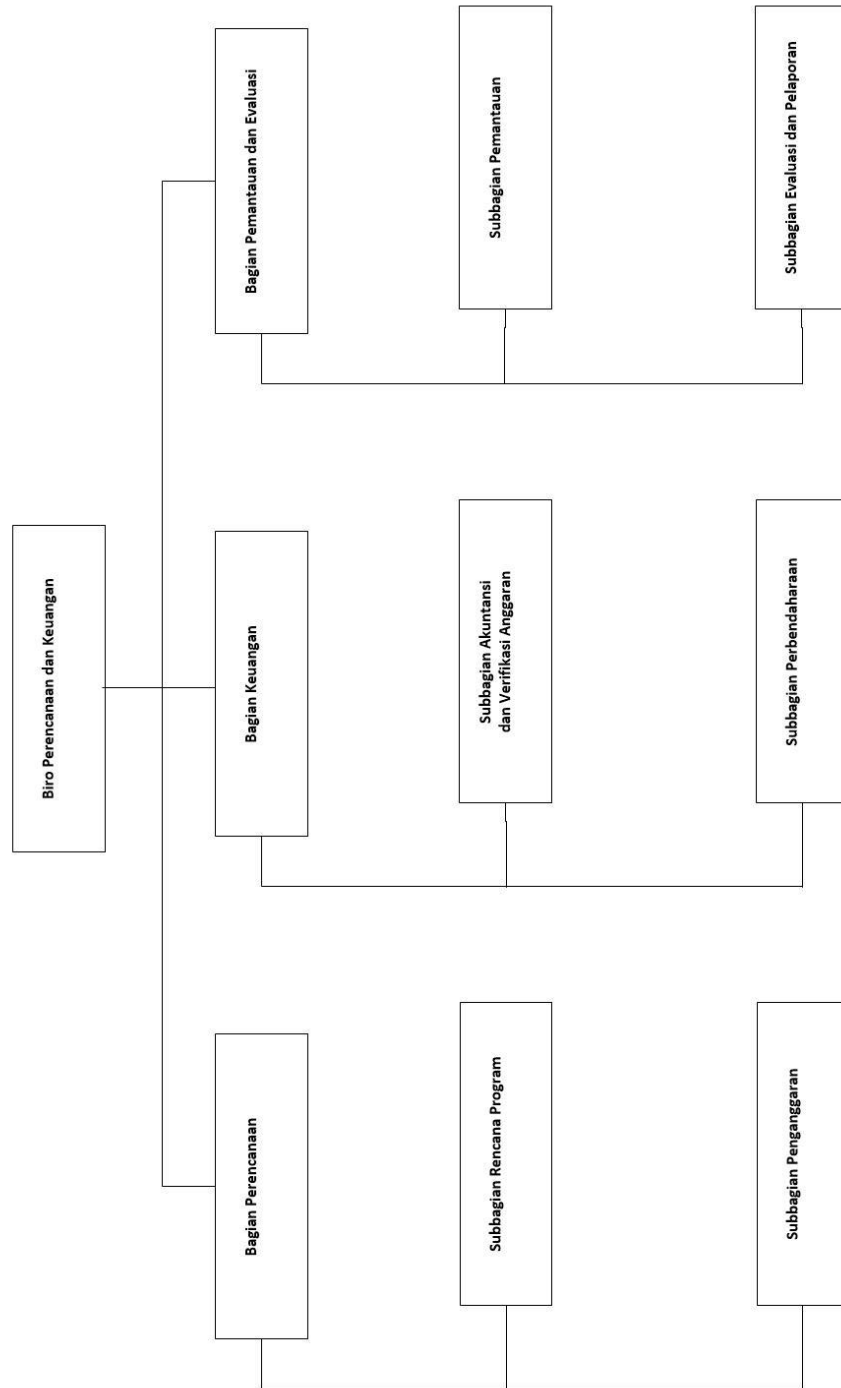 Biro Perencanaan dan Keuangan
Bagian Perencanaan
Bagian Keuangan
Bagian Pemantauan dan Evaluasi
Subbagian Rencana Program
Subbagian Akuntansi
dan Verifikasi Anggaran
Subbagian Pemantauan
Subbagian Penganggaran
Subbagian Perbendaharaan
Subbagian Evaluasi dan Pelaporan